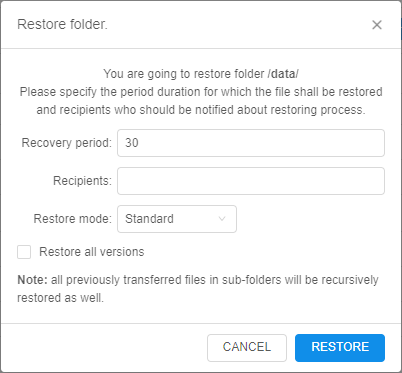 Restore folder.
You are going to restore folder /data/
Please specify the period duration for which the file shall be restored
and recipients who should be notified about restoring process.
Recovery period: 30
Recipients:
Restore mode: Standard
Restore all versions
Note: all previously transferred files in sub-folders will be recursively
restored as well.
CANCEL RESTORE